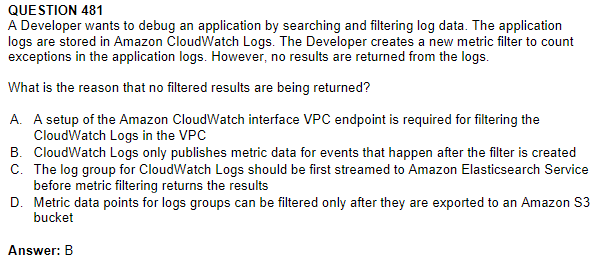 QUESTION 481
A Developer wants to debug an application by searching and filtering log data. The application
logs are stored in Amazon CloudWatch Logs. The Developer creates a new metric filter to count
exceptions in the application logs. However, no results are returned from the logs.
What is the reason that no filtered results are being returned?
A. A setup of the Amazon CloudWatch interface VPC endpoint is required for filtering the
CloudWatch Logs in the VPC
B. CloudWatch Logs only publishes metric data for events that happen after the filter is created
C. The log group for CloudWatch Logs should be first streamed to Amazon Elasticsearch Service
before metric filtering returns the results
D. Metric data points for logs groups can be filtered only after they are exported to an Amazon S3
bucket
Answer: B